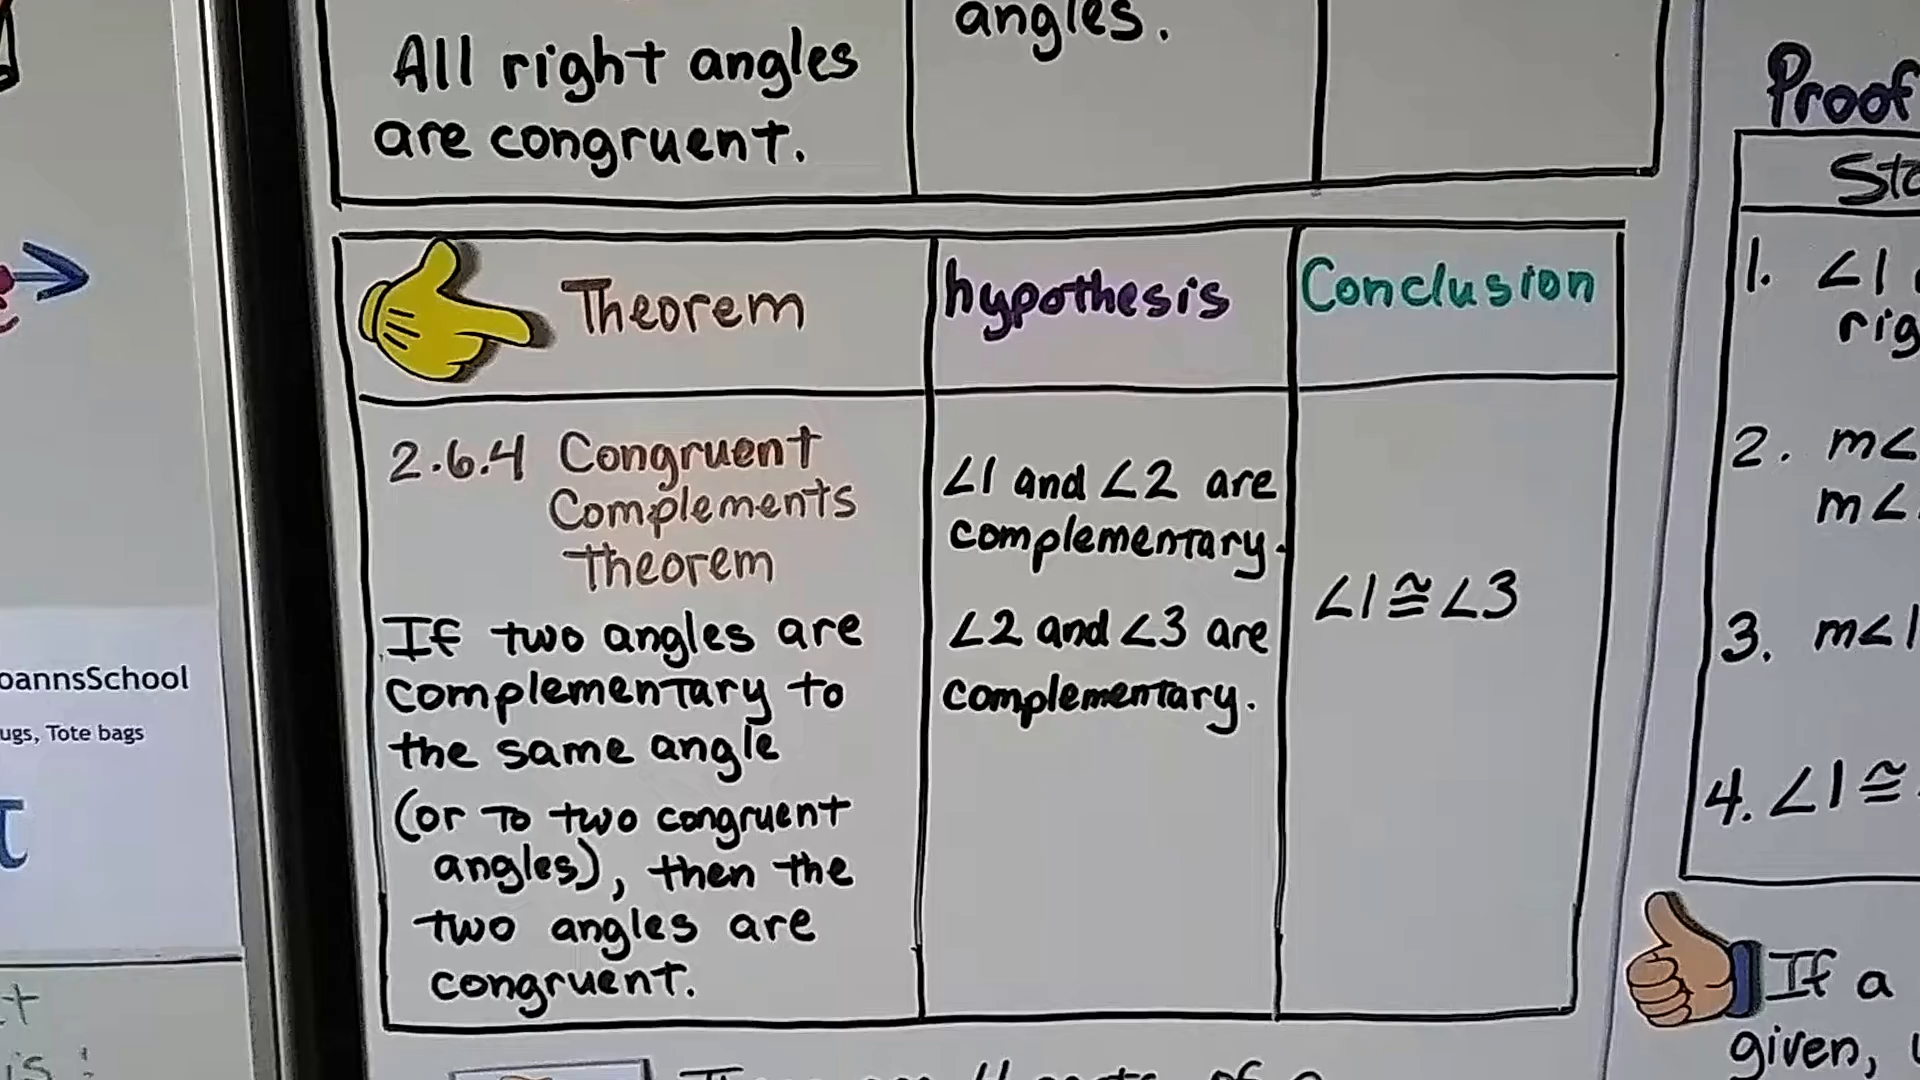 angles.
All right angles
are congruent.
Theorem
hypothesis
Conclusion
2.6.4 Congruent
Complements
Theorem
If two angles are
complementary to
the same angle
(or to two congruent
angles), then the
two angles are
congruent.
∠1 and ∠2 are
complementary.
∠2 and ∠3 are
complementary.
∠1 ≅ ∠3
Proof
1. ∠1
2. m∠
m∠
3. m∠1
4. ∠1 ≅
If a
given,
oannsSchool
ugs, Tote bags
π